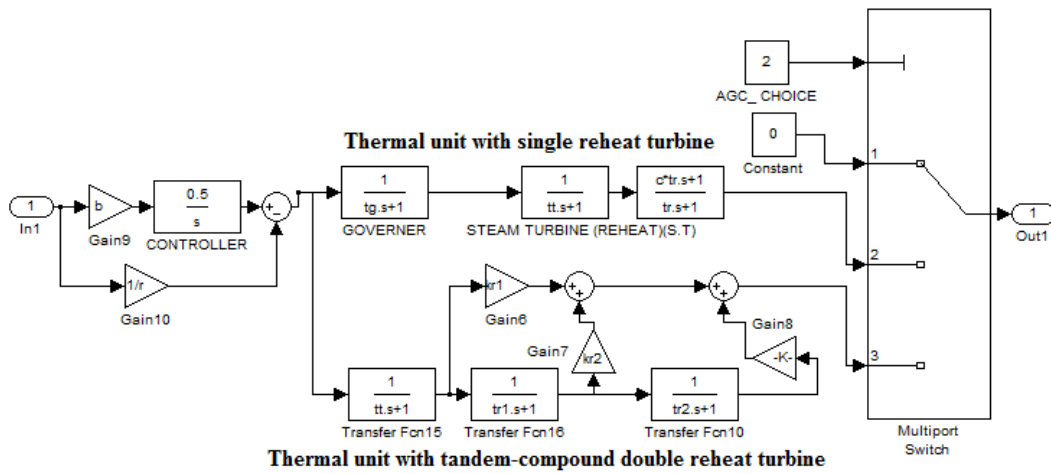 2
AGC_ CHOICE
0
Constant
Thermal unit with single reheat turbine
1
In1
b
Gain9
0.5
s
CONTROLLER
1/r
Gain10
1
tg.s+1
GOVERNER
1
tt.s+1
c*tr.s+1
tr.s+1
STEAM TURBINE (REHEAT)(S.T)
1
2
3
Multiport
Switch
1
Out1
kr1
Gain6
kr2
Gain7
-K-
Gain8
1
tt.s+1
Transfer Fcn15
1
tr1.s+1
Transfer Fcn16
1
tr2.s+1
Transfer Fcn10
Thermal unit with tandem-compound double reheat turbine